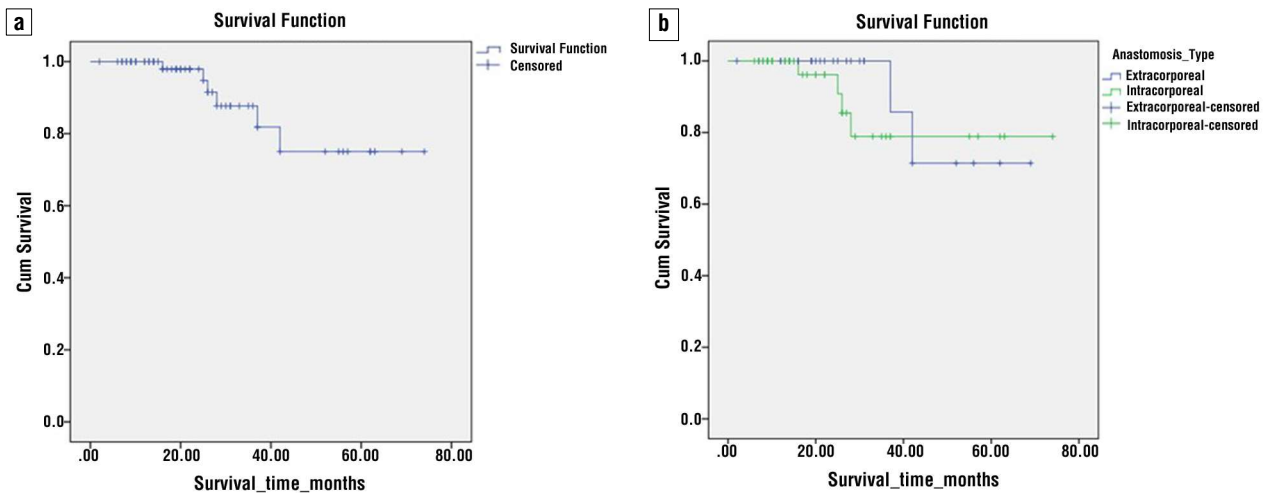 a
Survival Function
1.0
0.8
0.6
0.4
0.2
0.0
Cum Survival
.00 20.00 40.00 60.00 80.00
Survival_time_months
Survival Function
Censored
b
Survival Function
1.0
0.8
0.6
0.4
0.2
0.0
Cum Survival
.00 20.00 40.00 60.00 80.00
Survival_time_months
Anastomosis_Type
Extracorporeal
Intracorporeal
Extracorporeal-censored
Intracorporeal-censored